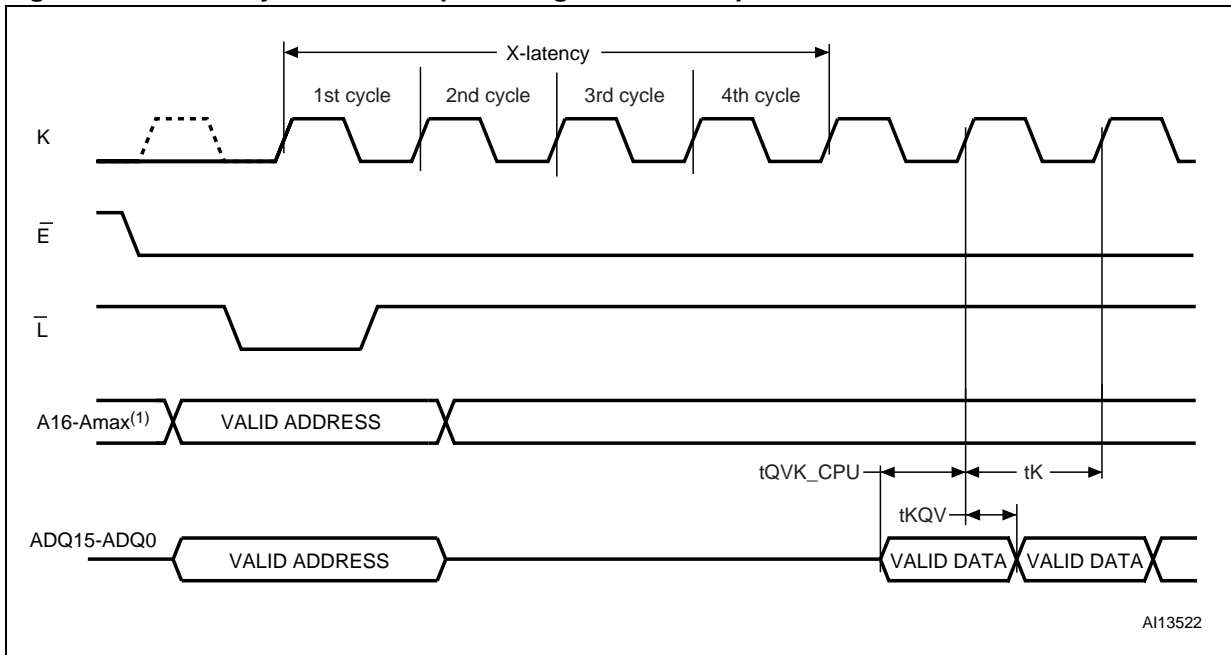 X-latency
1st cycle
2nd cycle
3rd cycle
4th cycle
K
E
L
A16-Amax(1)
VALID ADDRESS
tQVK_CPU
tK
tKQV
ADQ15-ADQ0
VALID ADDRESS
VALID DATA
VALID DATA
AI13522